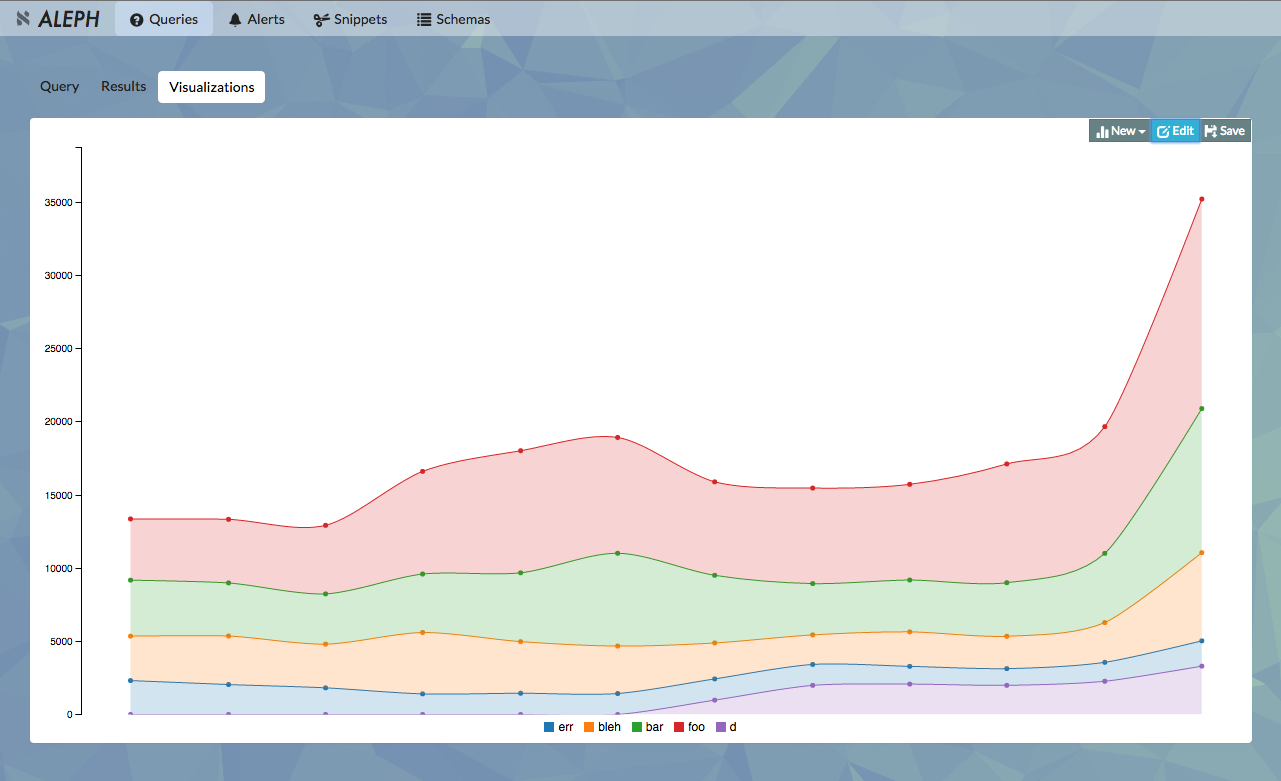 ALEPH Queries Alerts Snippets Schemas
Query Results Visualizations
New Edit Save
35000
30000
25000
20000
15000
10000
5000
0
err bleh bar foo d